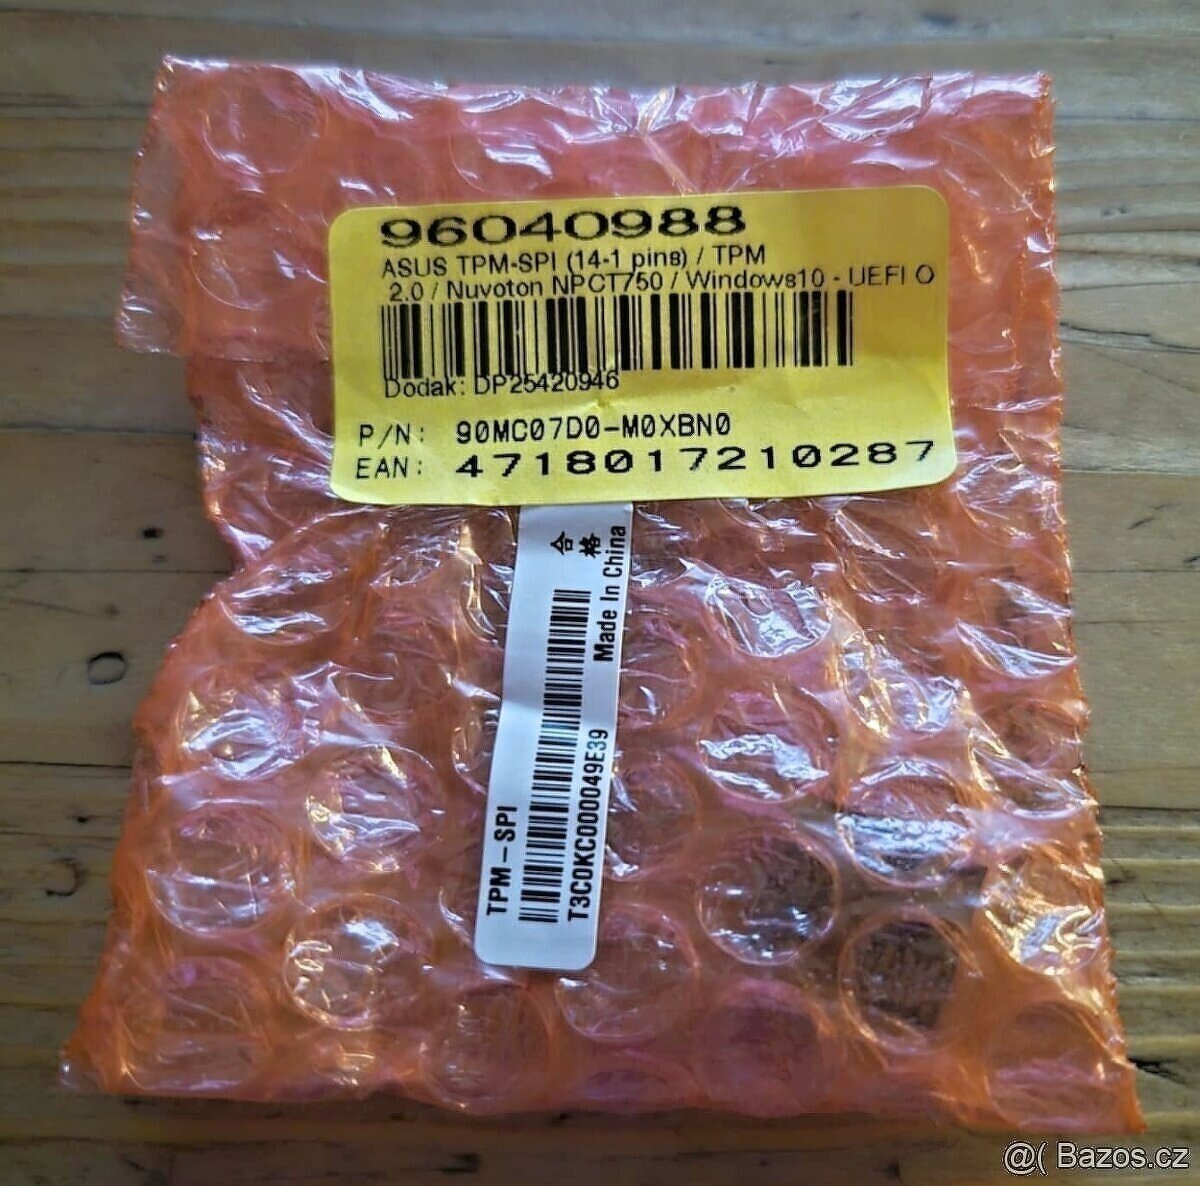 96040988
ASUS TPM-SPI (14-1 pins) / TPM
2.0 / Nuvoton NPCT750 / Windows10 - UEFI O
Dodak: DP25420946
P/N: 90MC07D0-M0XBN0
EAN: 4718017210287
合格
Made In China
TPM-SPI
T3C0KC000049E39
@( Bazos.cz